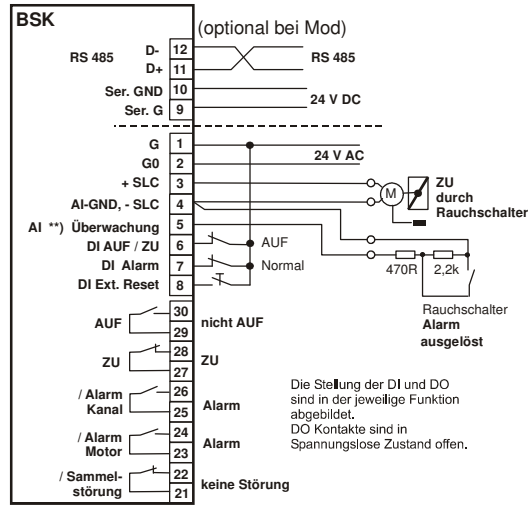 BSK
(optional bei Mod)
RS 485 D- 12 RS 485
D+ 11
Ser. GND 10 24 V DC
Ser. G 9
G 1 24 V AC
G0 2
+ SLC 3
AI-GND, - SLC 4
AI **) Überwachung 5
DI AUF / ZU 6 AUF
DI Alarm 7 Normal
DI Ext. Reset 8
M
ZU
durch
Rauchschalter
470R 2,2k
Rauchschalter
Alarm
ausgelöst
AUF 30 nicht AUF
29
ZU 28 ZU
27
/ Alarm 26 Alarm
Kanal 25
/ Alarm 24 Alarm
Motor 23
/ Sammel- 22 keine Störung
störung 21
Die Stellung der DI und DO
sind in der jeweilige Funktion
abgebildet.
DO Kontakte sind in
Spannungslose Zustand offen.